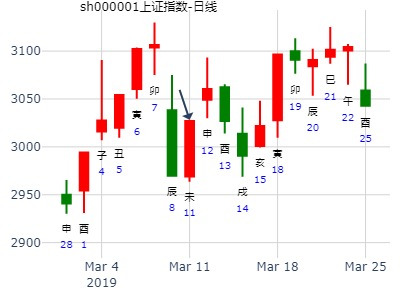 sh000001上证指数-日线
3100
3050
3000
2950
2900
申
28
酉
1
子
4
丑
5
寅
6
卯
7
辰
8
未
11
申
12
酉
13
戌
14
亥
15
寅
18
卯
19
辰
20
巳
21
午
22
酉
25
Mar 4
2019
Mar 11
Mar 18
Mar 25